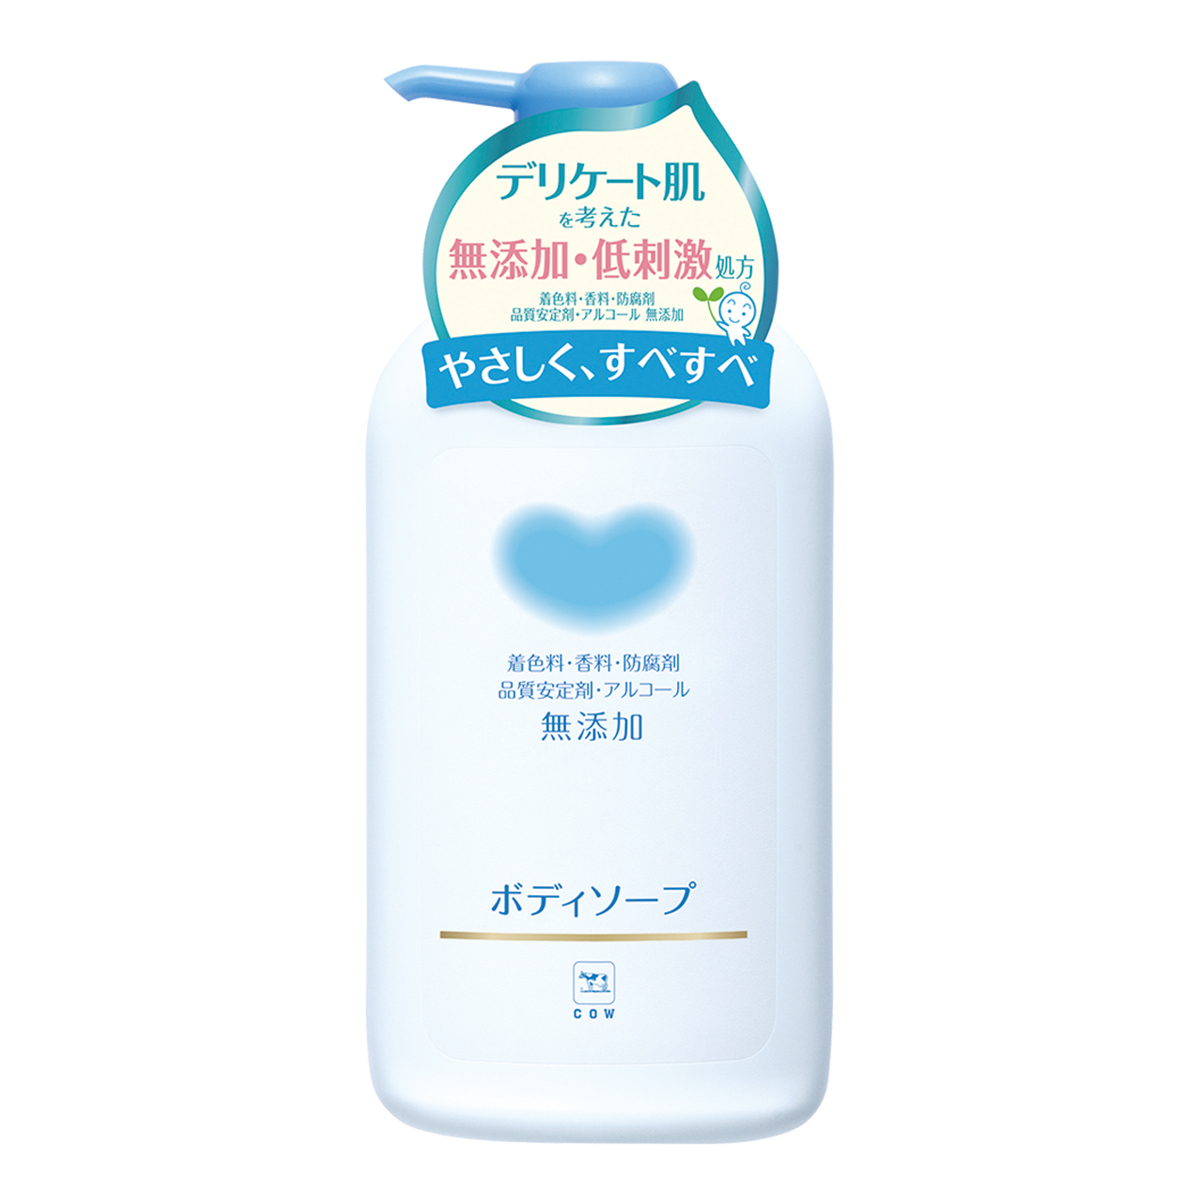 デリケート肌
を考えた
無添加・低刺激処方
着色料・香料・防腐剤
品質安定剤・アルコール 無添加
やさしく、すべすべ
着色料・香料・防腐剤
品質安定剤・アルコール
無添加
ボディソープ
COW